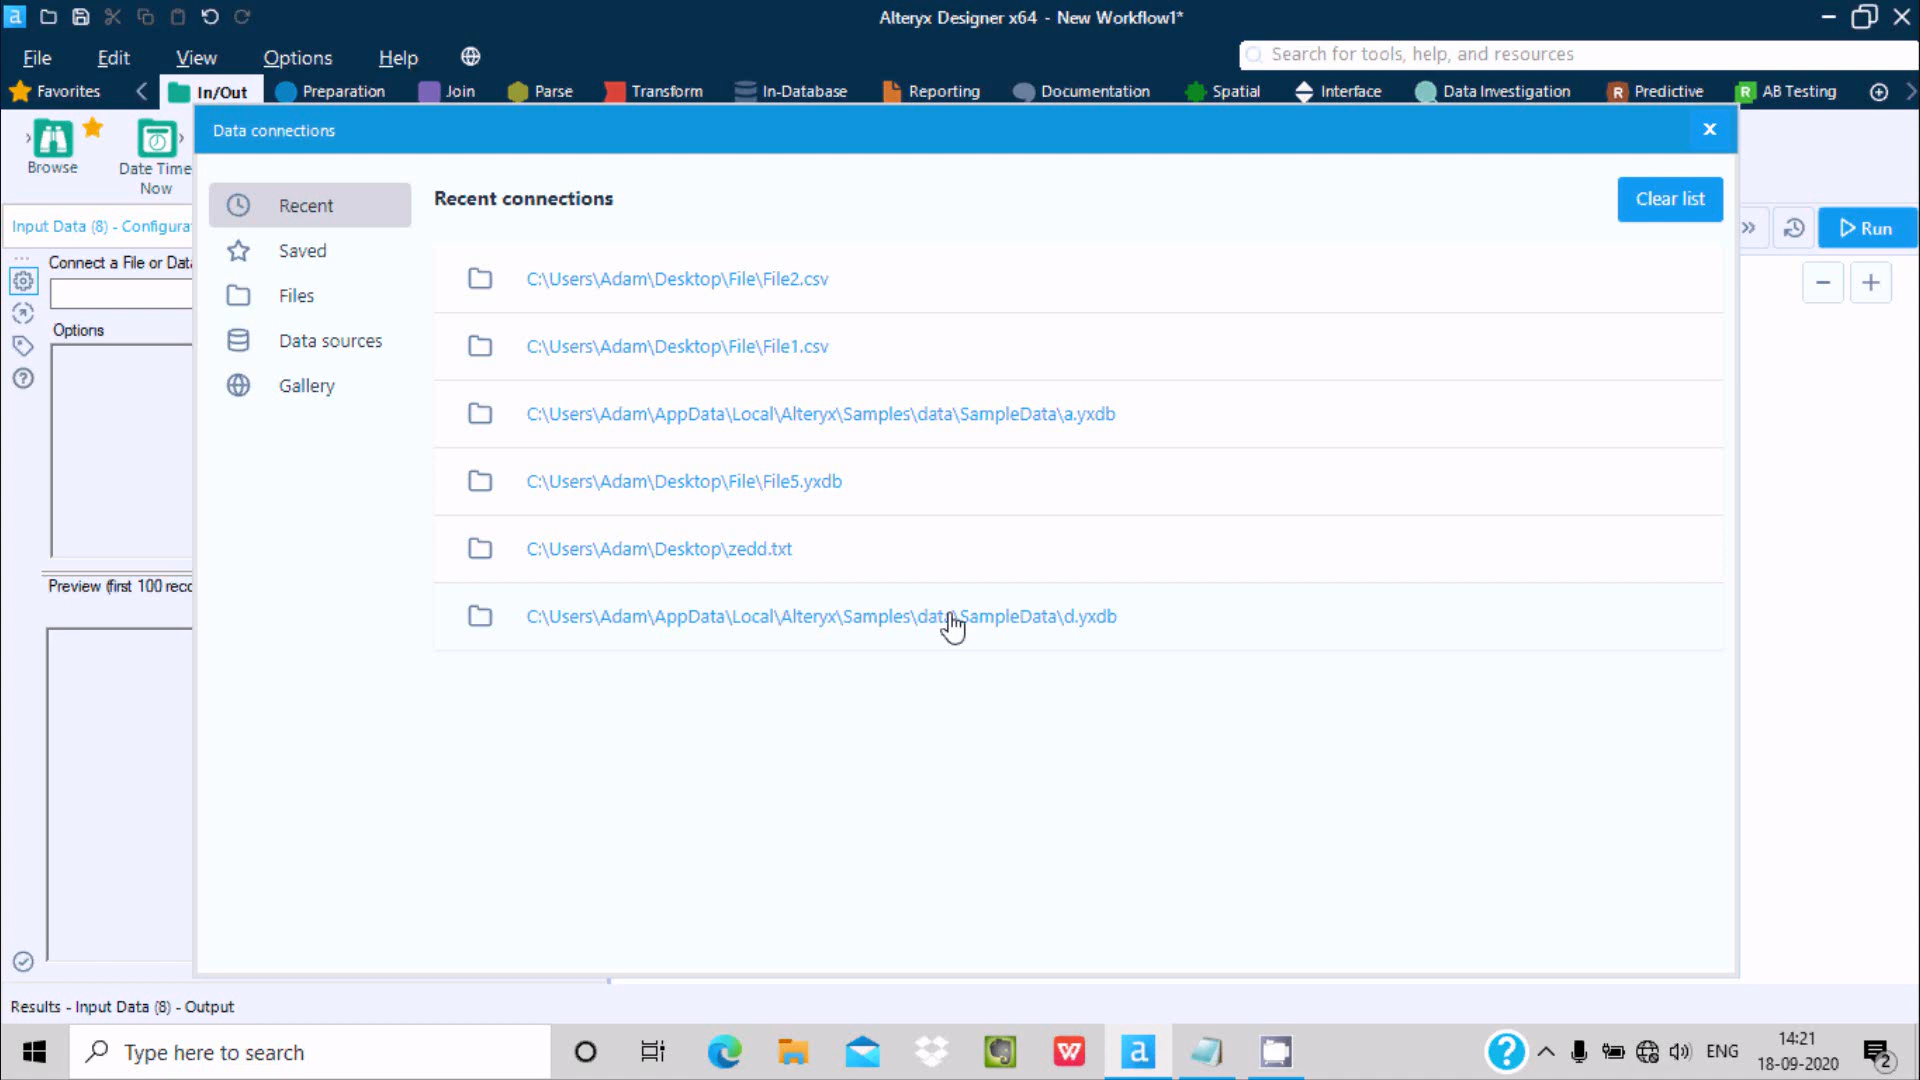 Alteryx Designer x64 - New Workflow1*
File Edit View Options Help
Search for tools, help, and resources
Favorites In/Out Preparation Join Parse Transform In-Database Reporting Documentation Spatial Interface Data Investigation Predictive AB Testing
Data connections
x
Browse
Date Time
Now
Recent
Recent connections
Clear list
Input Data (8) - Configura
Run
Saved
Connect a File or Data
C:\Users\Adam\Desktop\File\File2.csv
Files
Options
Data sources
C:\Users\Adam\Desktop\File\File1.csv
Gallery
C:\Users\Adam\AppData\Local\Alteryx\Samples\data\SampleData\a.yxdb
C:\Users\Adam\Desktop\File\File5.yxdb
C:\Users\Adam\Desktop\zedd.txt
Preview (first 100 reco
C:\Users\Adam\AppData\Local\Alteryx\Samples\data\SampleData\d.yxdb
Results - Input Data (8) - Output
Type here to search
ENG
14:21
18-09-2020
2